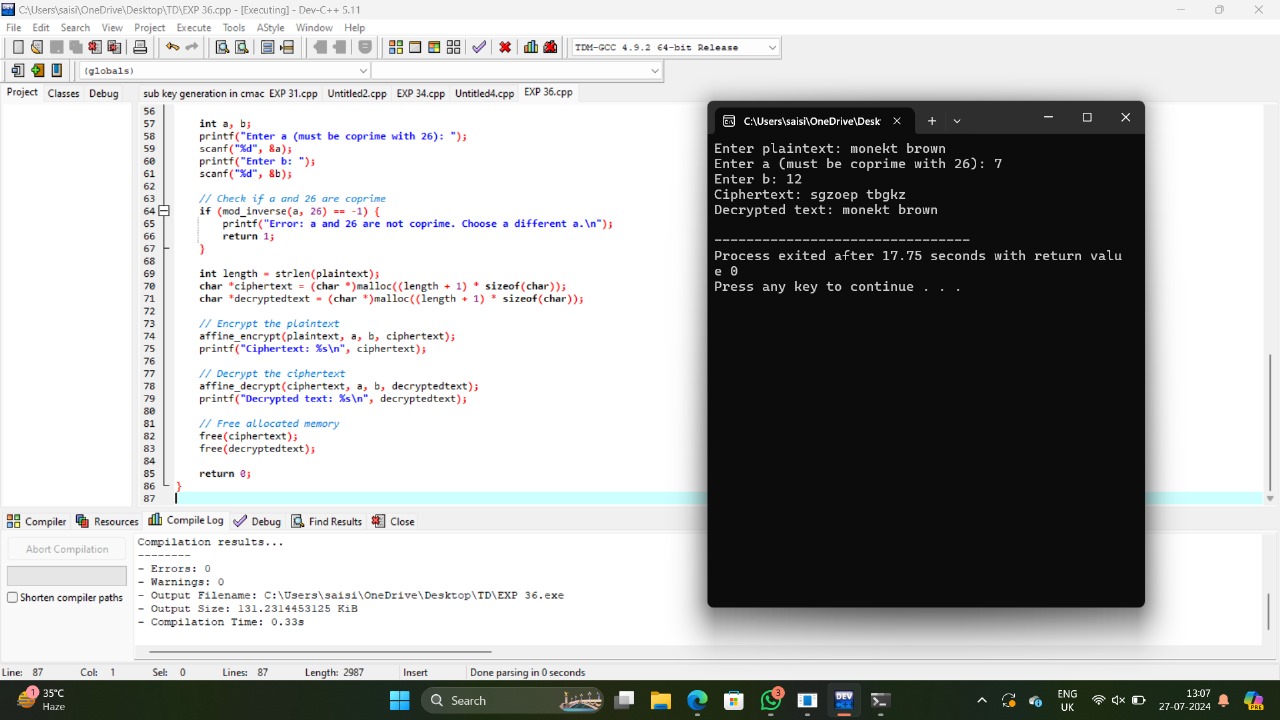 C:\Users\saisi\OneDrive\Desktop\TD\EXP 36.cpp - [Executing] - Dev-C++ 5.11
File Edit Search View Project Execute Tools AStyle Window Help
TDM-GCC 4.9.2 64-bit Release
(globals)
Project Classes Debug
sub key generation in cmac EXP 31.cpp Untitled2.cpp EXP 34.cpp Untitled4.cpp EXP 36.cpp
56
57 int a, b;
58 printf("Enter a (must be coprime with 26): ");
59 scanf("%d", &a);
60 printf("Enter b: ");
61 scanf("%d", &b);
62
63 // Check if a and 26 are coprime
64 if (mod_inverse(a, 26) == -1) {
65 printf("Error: a and 26 are not coprime. Choose a different a.\n");
66 return 1;
67 }
68
69 int length = strlen(plaintext);
70 char *ciphertext = (char *)malloc((length + 1) * sizeof(char));
71 char *decryptedtext = (char *)malloc((length + 1) * sizeof(char));
72
73 // Encrypt the plaintext
74 affine_encrypt(plaintext, a, b, ciphertext);
75 printf("Ciphertext: %s\n", ciphertext);
76
77 // Decrypt the ciphertext
78 affine_decrypt(ciphertext, a, b, decryptedtext);
79 printf("Decrypted text: %s\n", decryptedtext);
80
81 // Free allocated memory
82 free(ciphertext);
83 free(decryptedtext);
84
85 return 0;
86 }
87
C:\Users\saisi\OneDrive\Desk
Enter plaintext: monekt brown
Enter a (must be coprime with 26): 7
Enter b: 12
Ciphertext: sgzoep tbgkz
Decrypted text: monekt brown
--------------------------------
Process exited after 17.75 seconds with return valu
e 0
Press any key to continue . . .
Compiler Resources Compile Log Debug Find Results Close
Abort Compilation
Shorten compiler paths
Compilation results...
--------
- Errors: 0
- Warnings: 0
- Output Filename: C:\Users\saisi\OneDrive\Desktop\TD\EXP 36.exe
- Output Size: 131.2314453125 KiB
- Compilation Time: 0.33s
Line: 87 Col: 1 Sel: 0 Lines: 87 Length: 2987 Insert Done parsing in 0 seconds
1
35°C
Haze
Search
3
DEV
ENG
UK
13:07
27-07-2024
PRE